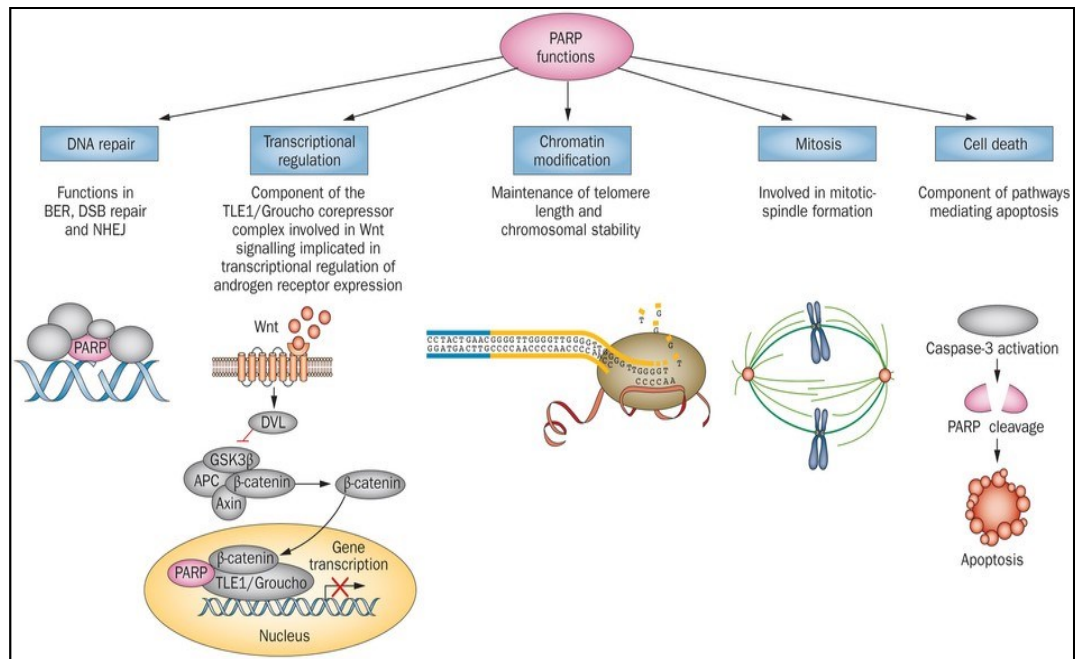 PARP
functions
DNA repair
Functions in
BER, DSB repair
and NHEJ
PARP
Transcriptional
regulation
Component of the
TLE1/Groucho corepressor
complex involved in Wnt
signalling implicated in
transcriptional regulation of
androgen receptor expression
Wnt
DVL
GSK3β
APC
β-catenin
Axin
β-catenin
β-catenin
PARP
TLE1/Groucho
Gene
transcription
Nucleus
Chromatin
modification
Maintenance of telomere
length and
chromosomal stability
T
G
G
G
T
CCCCAA
Mitosis
Involved in mitotic-
spindle formation
Cell death
Component of pathways
mediating apoptosis
Caspase-3 activation
PARP cleavage
Apoptosis